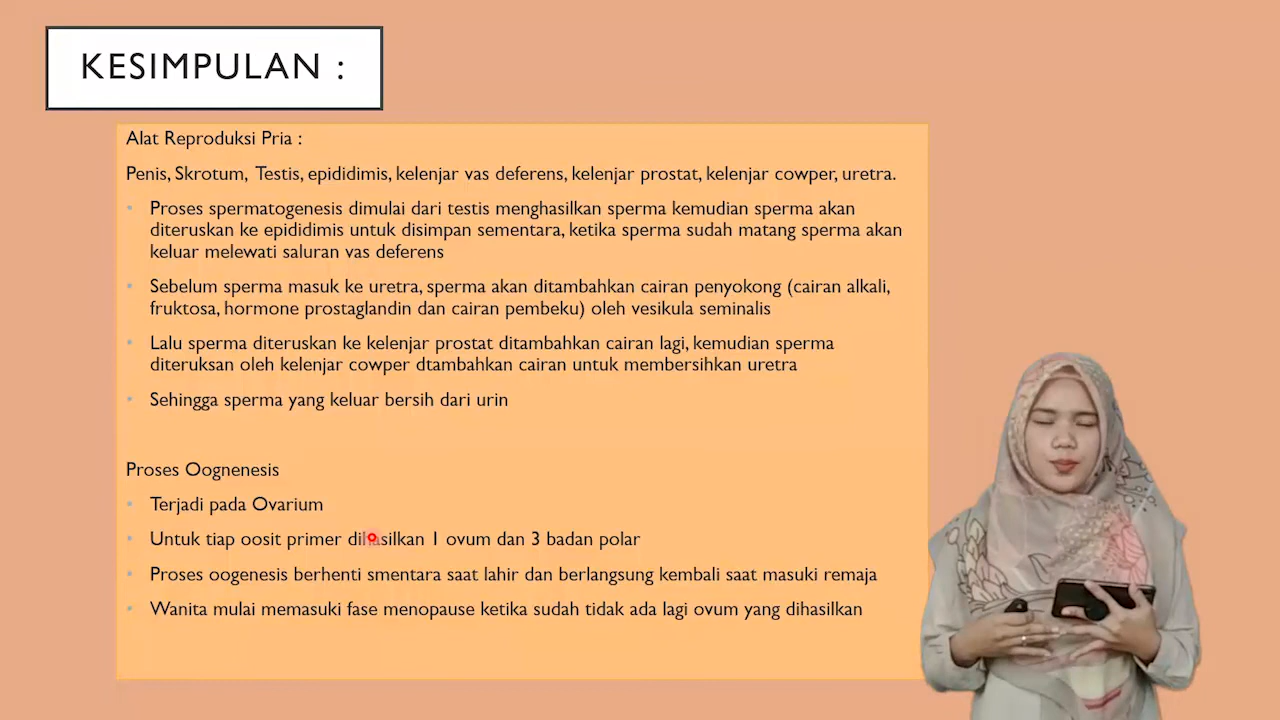 KESIMPULAN :
Alat Reproduksi Pria :
Penis, Skrotum, Testis, epididimis, kelenjar vas deferens, kelenjar prostat, kelenjar cowper, uretra.
Proses spermatogenesis dimulai dari testis menghasilkan sperma kemudian sperma akan
diteruskan ke epididimis untuk disimpan sementara, ketika sperma sudah matang sperma akan
keluar melewati saluran vas deferens
Sebelum sperma masuk ke uretra, sperma akan ditambahkan cairan penyokong (cairan alkali,
fruktosa, hormone prostaglandin dan cairan pembeku) oleh vesikula seminalis
Lalu sperma diteruskan ke kelenjar prostat ditambahkan cairan lagi, kemudian sperma
diteruksan oleh kelenjar cowper dtambahkan cairan untuk membersihkan uretra
Sehingga sperma yang keluar bersih dari urin
Proses Oognenesis
Terjadi pada Ovarium
Untuk tiap oosit primer dihasilkan 1 ovum dan 3 badan polar
Proses oogenesis berhenti smentara saat lahir dan berlangsung kembali saat masuki remaja
Wanita mulai memasuki fase menopause ketika sudah tidak ada lagi ovum yang dihasilkan